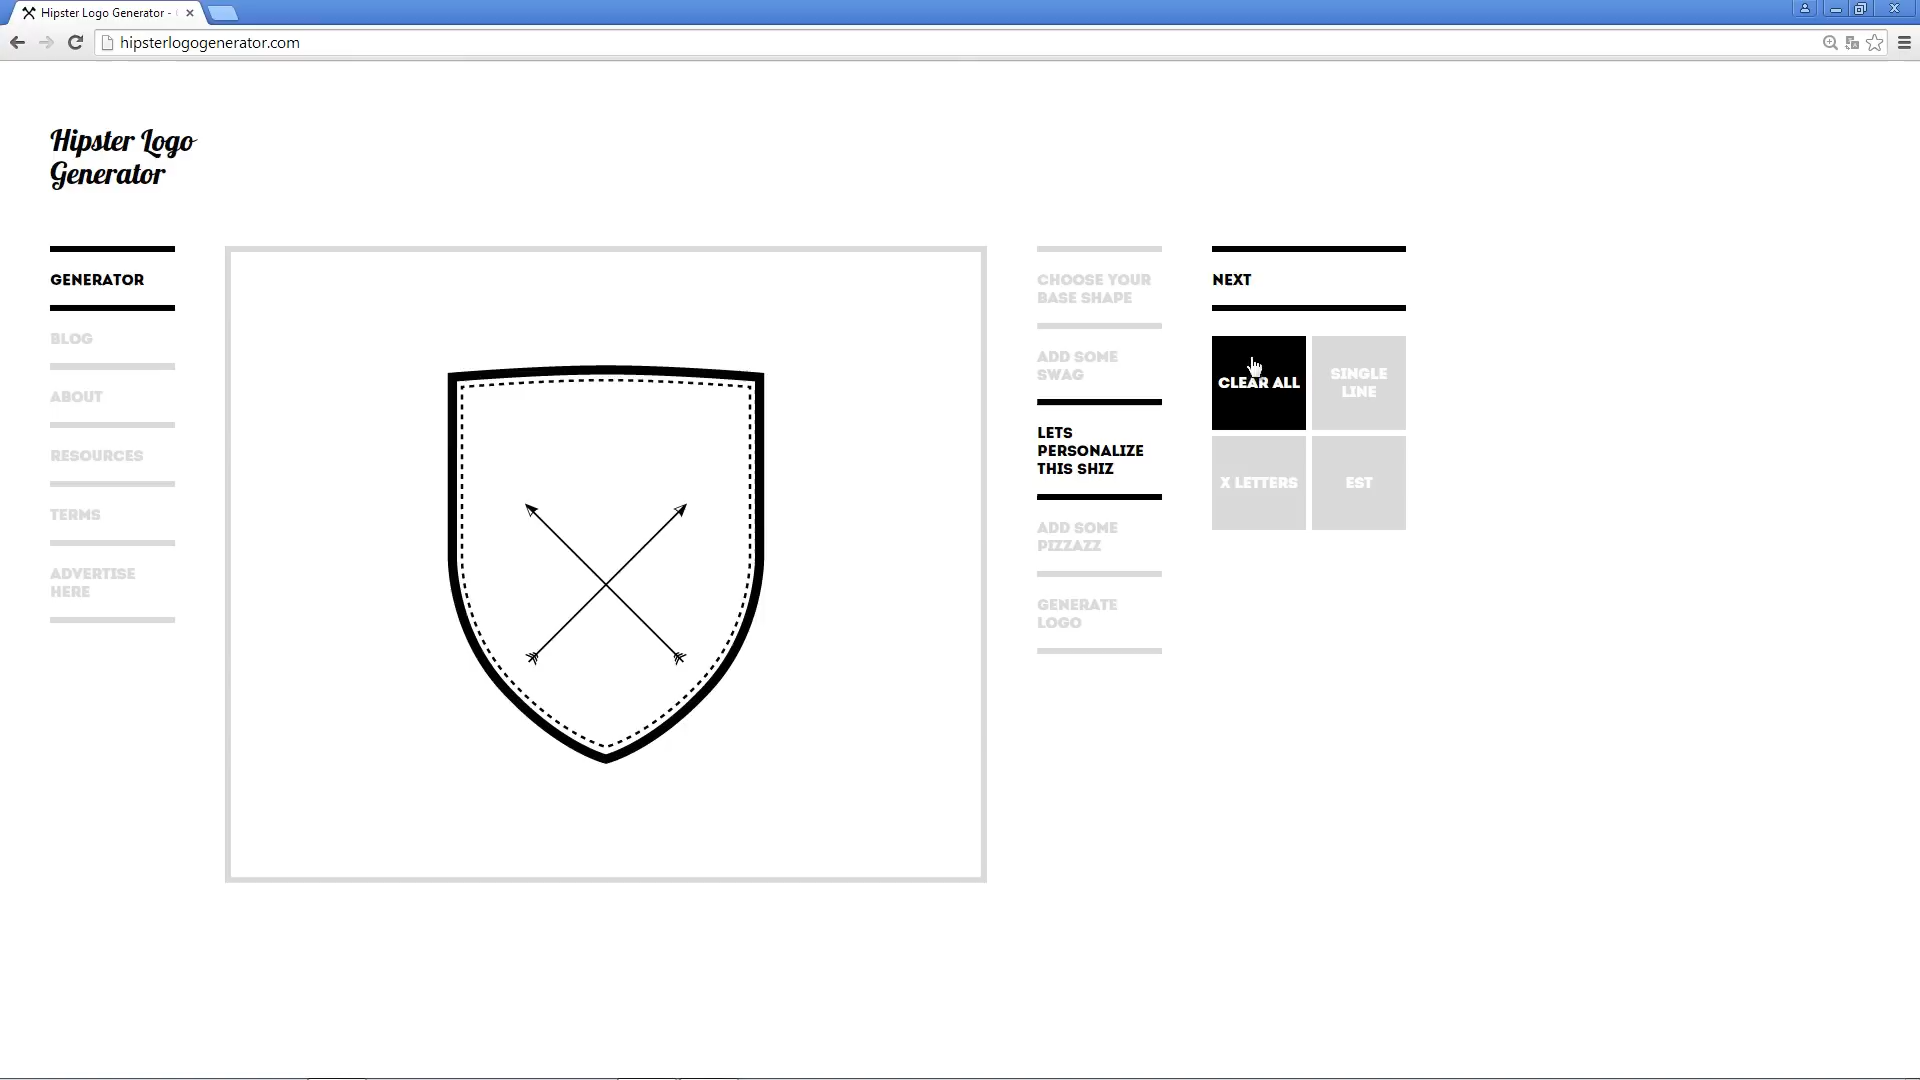 Hipster Logo Generator -
hipsterlogogenerator.com
Hipster Logo
Generator
GENERATOR
BLOG
ABOUT
RESOURCES
TERMS
ADVERTISE
HERE
CHOOSE YOUR
BASE SHAPE
ADD SOME
SWAG
LETS
PERSONALIZE
THIS SHIZ
ADD SOME
PIZZAZZ
GENERATE
LOGO
NEXT
CLEAR ALL
SINGLE
LINE
X LETTERS
EST